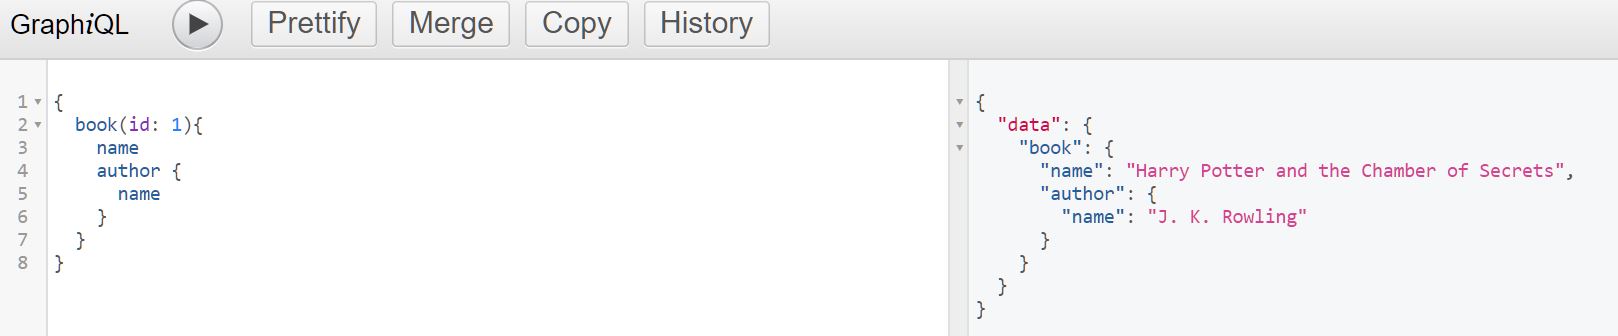 GraphiQL Prettify Merge Copy History
1 {
2 book(id: 1){
3 name
4 author {
5 name
6 }
7 }
8 }
{
"data": {
"book": {
"name": "Harry Potter and the Chamber of Secrets",
"author": {
"name": "J. K. Rowling"
}
}
}
}